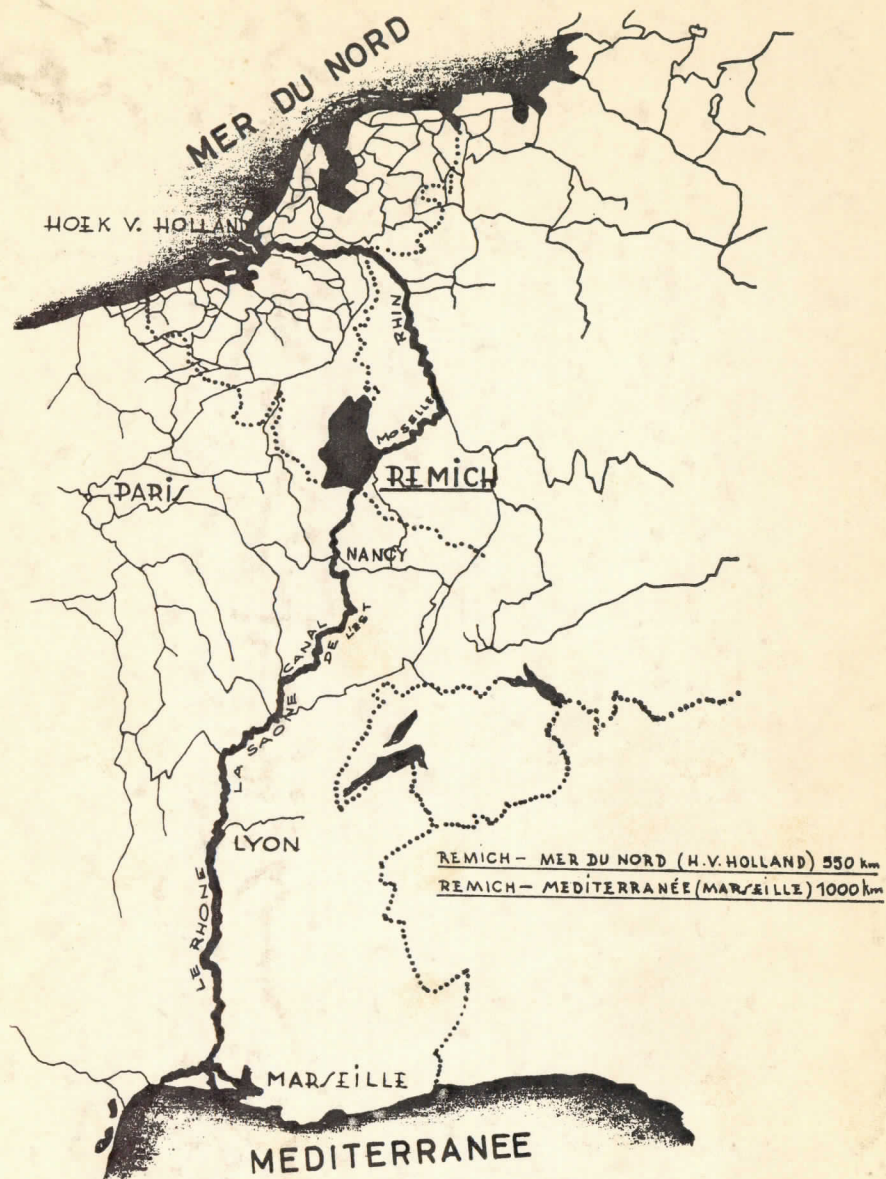 MER DU NORD
HOEK V. HOLLAND
RHIN
MOSELLE
REMICH
PARIS
NANCY
CANAL
DE L'EST
LA SAONE
LYON
REMICH – MER DU NORD (H.V. HOLLAND) 550 km
REMICH – MEDITERRANÉE (MARSEILLE) 1000 km
LE RHONE
MARSEILLE
MEDITERRANEE